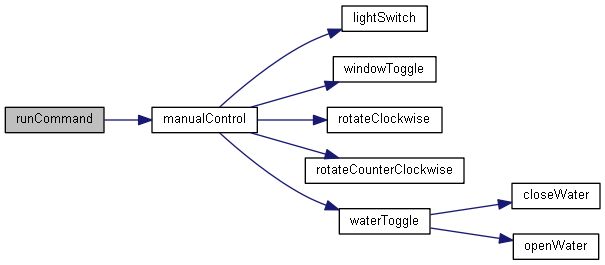 lightSwitch
windowToggle
runCommand
manualControl
rotateClockwise
rotateCounterClockwise
closeWater
waterToggle
openWater